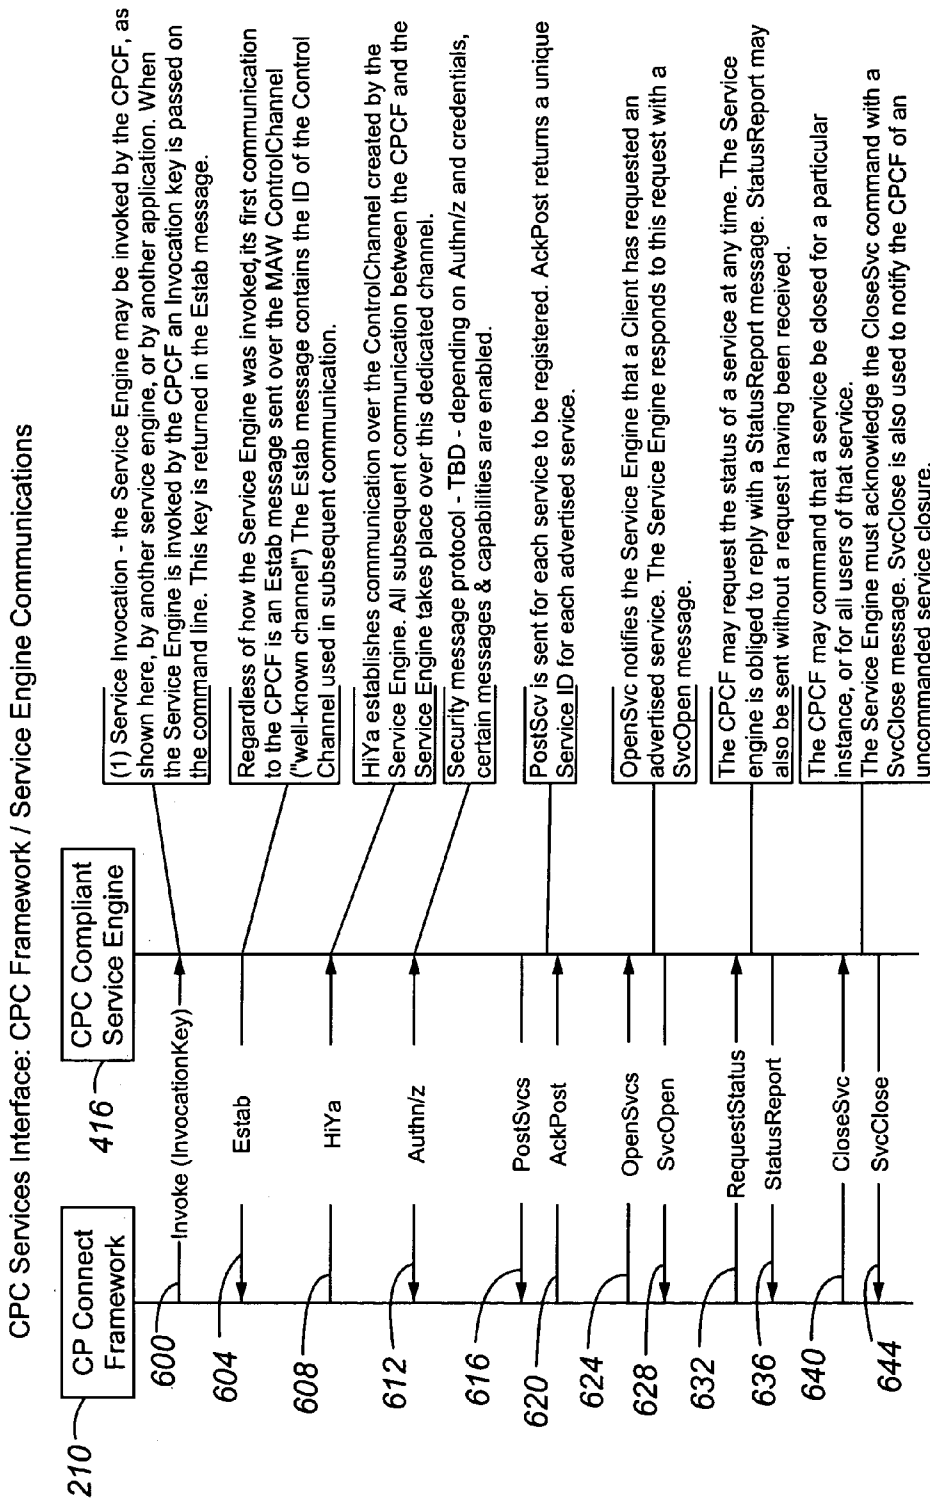 CPC Services Interface: CPC Framework / Service Engine Communications
210
CP Connect
Framework
416
CPC Compliant
Service Engine
600
Invoke (InvocationKey)
(1) Service Invocation - the Service Engine may be invoked by the CPCF, as
shown here, by another service engine, or by another application. When
the Service Engine is invoked by the CPCF an Invocation key is passed on
the command line. This key is returned in the Estab message.
604
Estab
Regardless of how the Service Engine was invoked,its first communication
to the CPCF is an Estab message sent over the MAW ControlChannel
("well-known channel") The Estab message contains the ID of the Control
Channel used in subsequent communication.
608
HiYa
HiYa establishes communication over the ControlChannel created by the
Service Engine. All subsequent communication between the CPCF and the
Service Engine takes place over this dedicated channel.
612
Authn/z
Security message protocol - TBD - depending on Authn/z and credentials,
certain messages & capabilities are enabled.
616
PostSvcs
620
AckPost
PostScv is sent for each service to be registered. AckPost returns a unique
Service ID for each advertised service.
624
OpenSvcs
628
SvcOpen
OpenSvc notifies the Service Engine that a Client has requested an
advertised service. The Service Engine responds to this request with a
SvcOpen message.
632
RequestStatus
636
StatusReport
The CPCF may request the status of a service at any time. The Service
engine is obliged to reply with a StatusReport message. StatusReport may
also be sent without a request having been received.
640
CloseSvc
644
SvcClose
The CPCF may command that a service be closed for a particular
instance, or for all users of that service.
The Service Engine must acknowledge the CloseSvc command with a
SvcClose message. SvcClose is also used to notify the CPCF of an
uncommanded service closure.